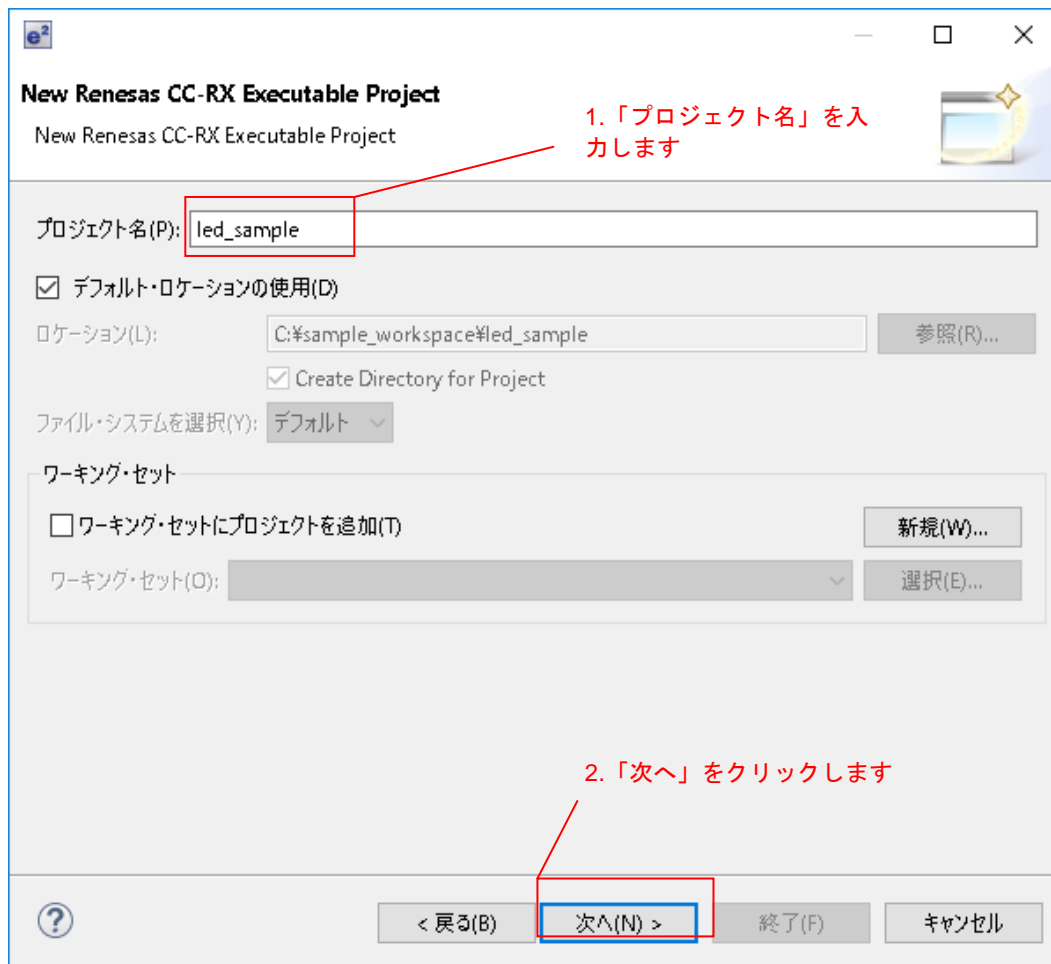 e²
New Renesas CC-RX Executable Project
New Renesas CC-RX Executable Project
1.「プロジェクト名」を入
力します
プロジェクト名(P): led_sample
デフォルト・ロケーションの使用(D)
ロケーション(L): C:¥sample_workspace¥led_sample 参照(R)...
Create Directory for Project
ファイル・システムを選択(Y): デフォルト
ワーキング・セット
ワーキング・セットにプロジェクトを追加(T) 新規(W)...
ワーキング・セット(O): 選択(E)...
2.「次へ」をクリックします
? < 戻る(B) 次へ(N) > 終了(F) キャンセル